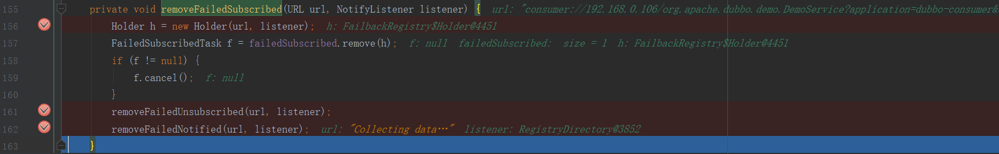 155 private void removeFailedSubscribed(URL url, NotifyListener listener) { url: "consumer://192.168.0.106/org.apache.dubbo.demo.DemoService?application=dubbo-consumer&
156 Holder h = new Holder(url, listener); h: FailbackRegistry$Holder@4451
157 FailedSubscribedTask f = failedSubscribed.remove(h); f: null failedSubscribed: size = 1 h: FailbackRegistry$Holder@4451
158 if (f != null) {
159 f.cancel(); f: null
160 }
161 removeFailedUnsubscribed(url, listener);
162 removeFailedNotified(url, listener); url: "Collecting data…" listener: RegistryDirectory@3852
163 }